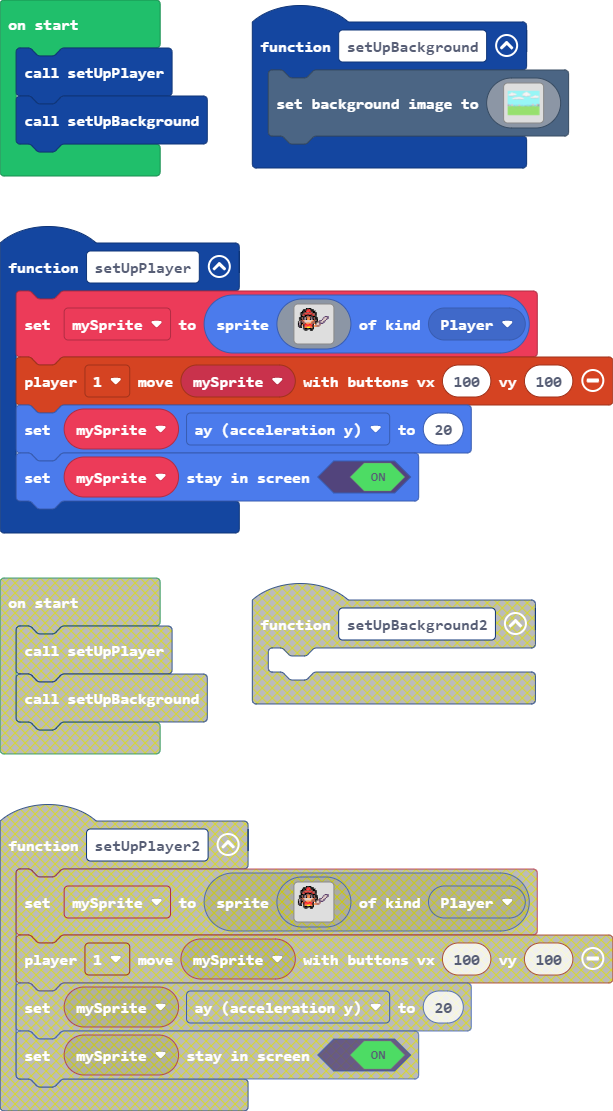 on start
call setUpPlayer
call setUpBackground
function setUpBackground
set background image to
function setUpPlayer
set mySprite to sprite of kind Player
player 1 move mySprite with buttons vx 100 vy 100
set mySprite ay (acceleration y) to 20
set mySprite stay in screen ON
on start
call setUpPlayer
call setUpBackground
function setUpBackground2
function setUpPlayer2
set mySprite to sprite of kind Player
player 1 move mySprite with buttons vx 100 vy 100
set mySprite ay (acceleration y) to 20
set mySprite stay in screen ON